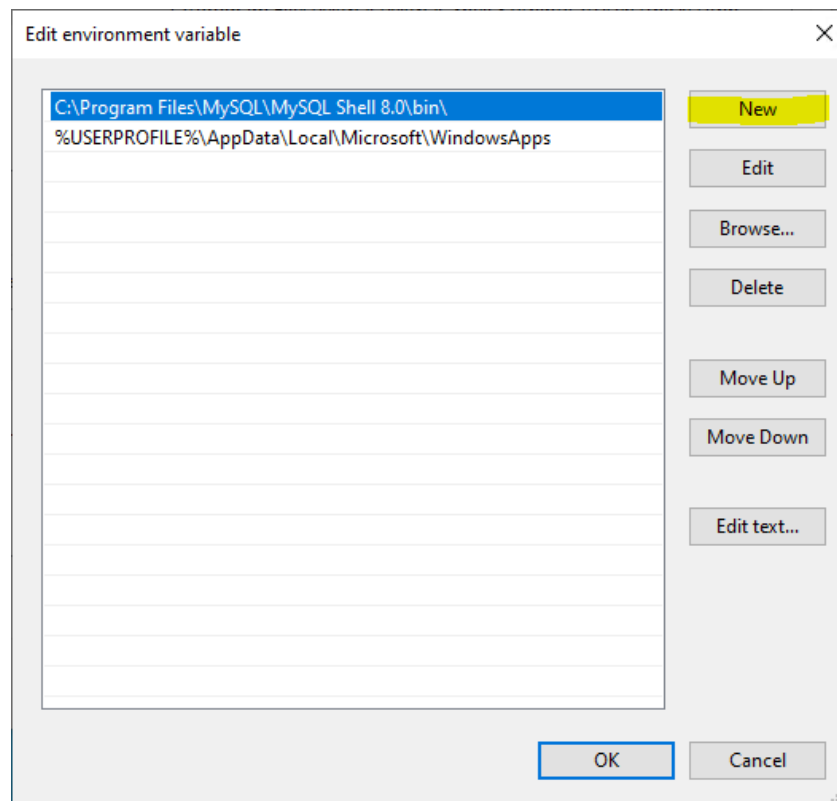 Edit environment variable
C:\Program Files\MySQL\MySQL Shell 8.0\bin\
%USERPROFILE%\AppData\Local\Microsoft\WindowsApps
New
Edit
Browse...
Delete
Move Up
Move Down
Edit text...
OK
Cancel